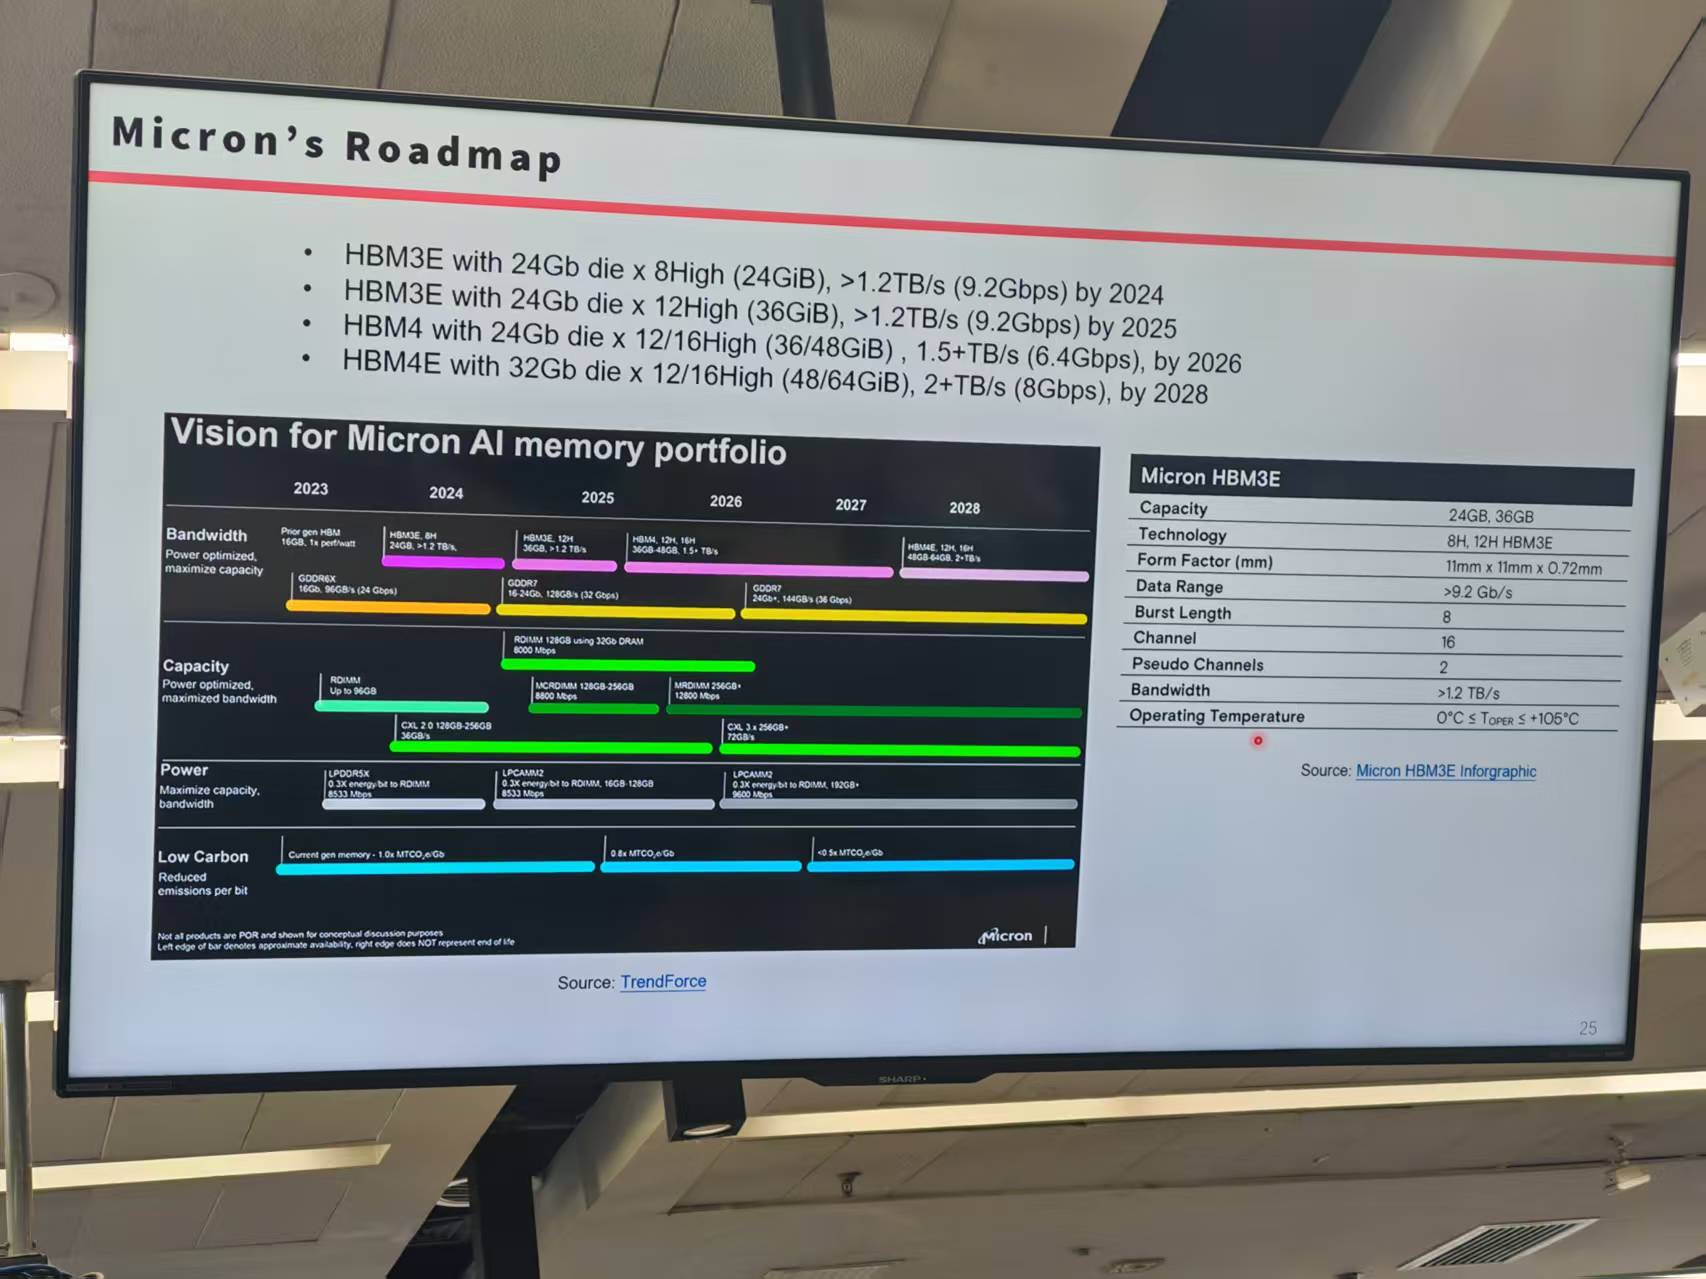 Micron's Roadmap
• HBM3E with 24Gb die x 8High (24GiB), >1.2TB/s (9.2Gbps) by 2024
• HBM3E with 24Gb die x 12High (36GiB), >1.2TB/s (9.2Gbps) by 2025
• HBM4 with 24Gb die x 12/16High (36/48GiB) , 1.5+TB/s (6.4Gbps), by 2026
• HBM4E with 32Gb die x 12/16High (48/64GiB), 2+TB/s (8Gbps), by 2028
Vision for Micron AI memory portfolio
2023 2024 2025 2026 2027 2028
Bandwidth
Power optimized,
maximize capacity
Prior gen HBM
16GB, 1x perf/watt
HBM3E, 8H
24GB, >1.2 TB/s,
HBM3E, 12H
36GB, >1.2 TB/s
HBM4, 12H, 16H
36GB-48GB, 1.5+ TB/s
HBM4E, 12H, 16H
48GB-64GB, 2+TB/s
GDDR6X
16Gb, 96GB/s (24 Gbps)
GDDR7
16-24Gb, 128GB/s (32 Gbps)
GDDR7
24Gb+, 144GB/s (36 Gbps)
Capacity
Power optimized,
maximized bandwidth
RDIMM 128GB using 32Gb DRAM
8000 Mbps
RDIMM
Up to 96GB
MCRDIMM 128GB-256GB
8800 Mbps
MRDIMM 256GB+
12800 Mbps
CXL 2.0 128GB-256GB
36GB/s
CXL 3.x 256GB+
72GB/s
Power
Maximize capacity,
bandwidth
LPDDR5X
0.3X energy/bit to RDIMM
8533 Mbps
LPCAMM2
0.3X energy/bit to RDIMM, 16GB-128GB
8533 Mbps
LPCAMM2
0.3X energy/bit to RDIMM, 192GB+
9600 Mbps
Low Carbon
Reduced
emissions per bit
Current gen memory - 1.0x MTCO₂e/Gb
0.8x MTCO₂e/Gb
<0.5x MTCO₂e/Gb
Not all products are POR and shown for conceptual discussion purposes
Left edge of bar denotes approximate availability, right edge does NOT represent end of life
Micron
Source: TrendForce
Micron HBM3E
Capacity 24GB, 36GB
Technology 8H, 12H HBM3E
Form Factor (mm) 11mm x 11mm x 0.72mm
Data Range >9.2 Gb/s
Burst Length 8
Channel 16
Pseudo Channels 2
Bandwidth >1.2 TB/s
Operating Temperature 0°C ≤ TOPER ≤ +105°C
Source: Micron HBM3E Inforgraphic
25
SHARP